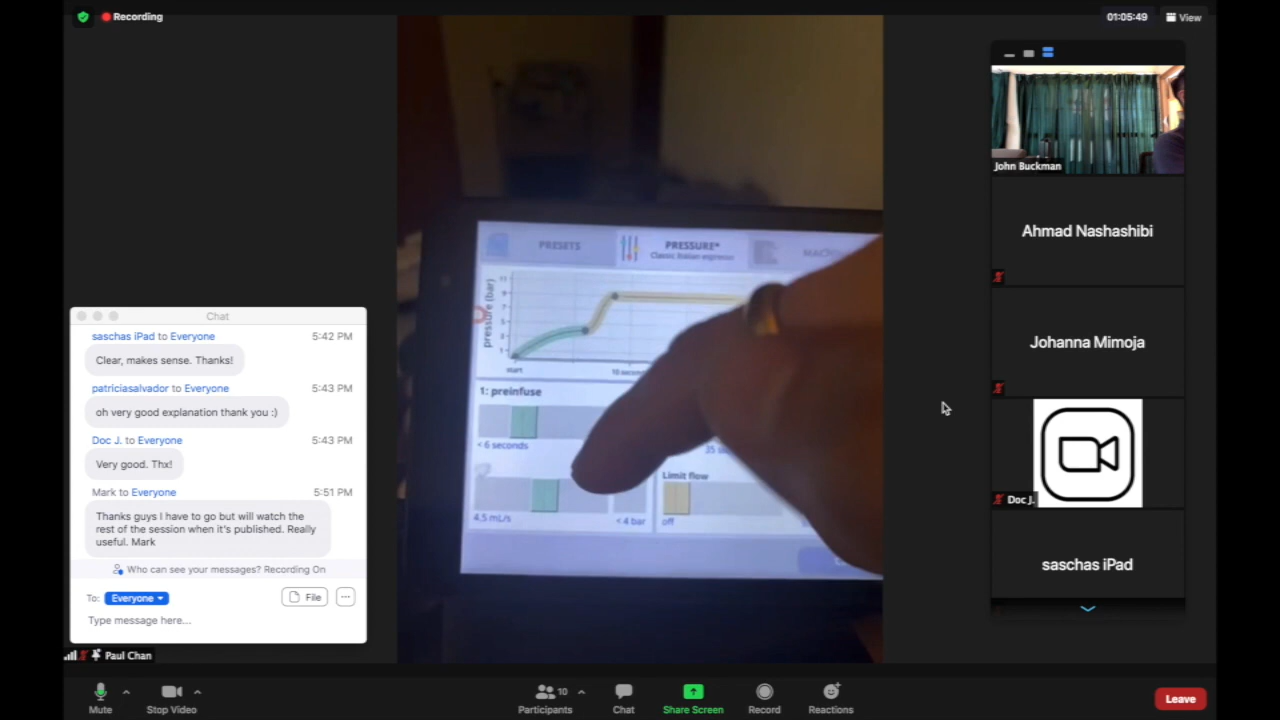 Recording
01:05:49
View
John Buckman
Ahmad Nashashibi
Johanna Mimoja
Doc J.
saschas iPad
PRESETS
PRESSURE*
Classic Italian espresso
pressure (bar)
11
9
7
5
3
1
start
1: preinfuse
< 6 seconds
4.5 mL/s
< 4 bar
Limit flow
off
Chat
saschas iPad to Everyone 5:42 PM
Clear, makes sense. Thanks!
patriciasalvador to Everyone 5:43 PM
oh very good explanation thank you :)
Doc J. to Everyone 5:43 PM
Very good. Thx!
Mark to Everyone 5:51 PM
Thanks guys I have to go but will watch the
rest of the session when it's published. Really
useful. Mark
Who can see your messages? Recording On
To: Everyone
File
Type message here...
Paul Chan
Mute
Stop Video
Participants
10
Chat
Share Screen
Record
Reactions
Leave